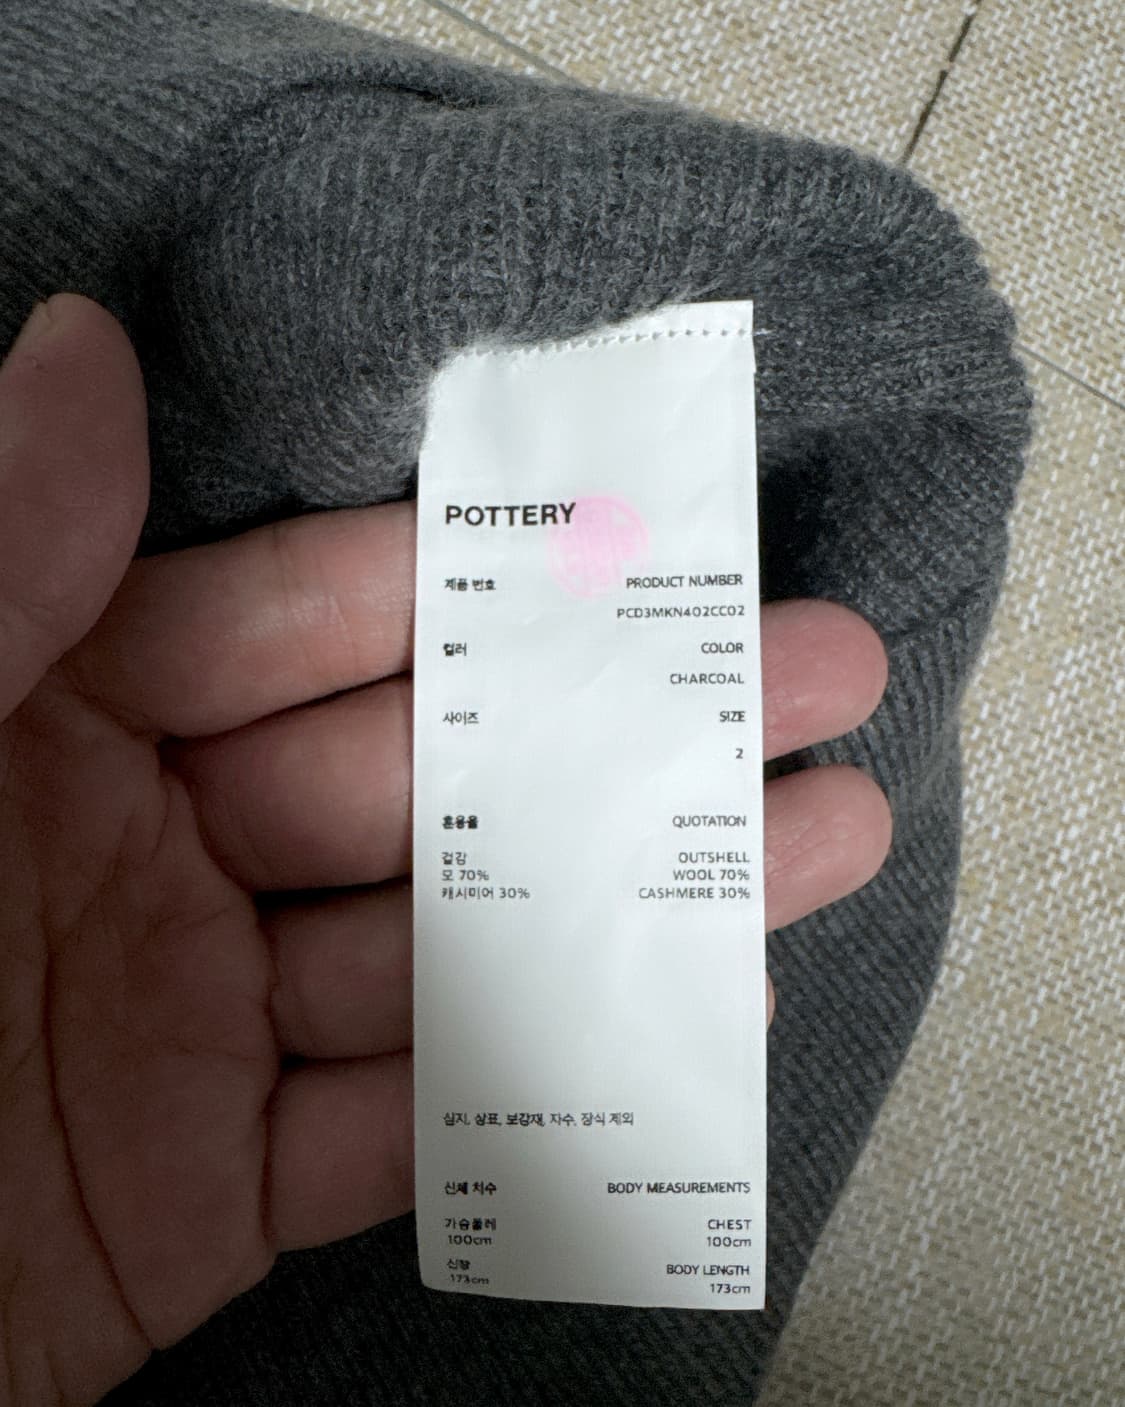 POTTERY
제품 번호 PRODUCT NUMBER
PCD3MKN402CC02
컬러 COLOR
CHARCOAL
사이즈 SIZE
2
혼용율 QUOTATION
겉감 OUTSHELL
모 70% WOOL 70%
캐시미어 30% CASHMERE 30%
심지, 상표, 보강재, 자수, 장식 제외
신체 치수 BODY MEASUREMENTS
가슴둘레 CHEST
100cm 100cm
신장 BODY LENGTH
173cm 173cm